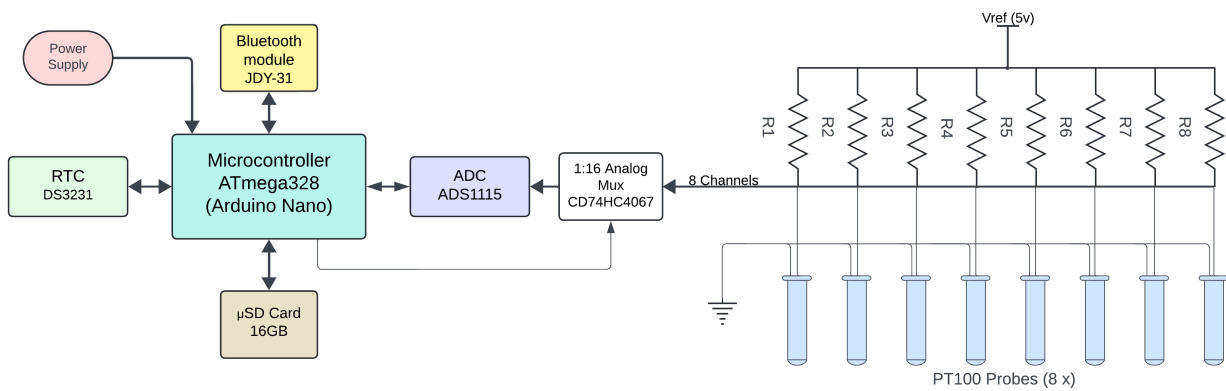 Vref (5v)
Power
Supply
Bluetooth
module
JDY-31
R1
R2
R3
R4
R5
R6
R7
R8
RTC
DS3231
Microcontroller
ATmega328
(Arduino Nano)
ADC
ADS1115
1:16 Analog
Mux
CD74HC4067
8 Channels
μSD Card
16GB
PT100 Probes (8 x)